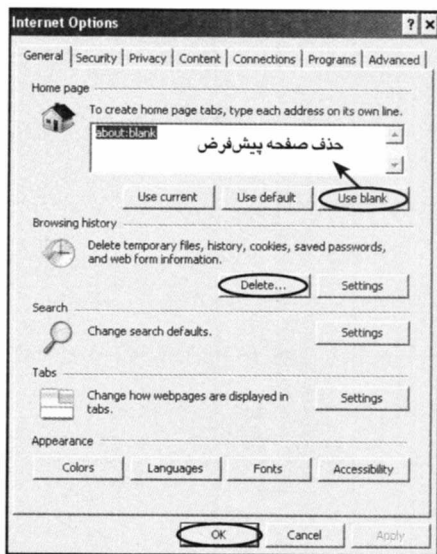 Internet Options
General Security Privacy Content Connections Programs Advanced
Home page
To create home page tabs, type each address on its own line.
about:blank
حذف صفحه پیش‌فرض
Use current Use default Use blank
Browsing history
Delete temporary files, history, cookies, saved passwords,
and web form information.
Delete... Settings
Search
Change search defaults. Settings
Tabs
Change how webpages are displayed in
tabs.
Settings
Appearance
Colors Languages Fonts Accessibility
OK Cancel Apply